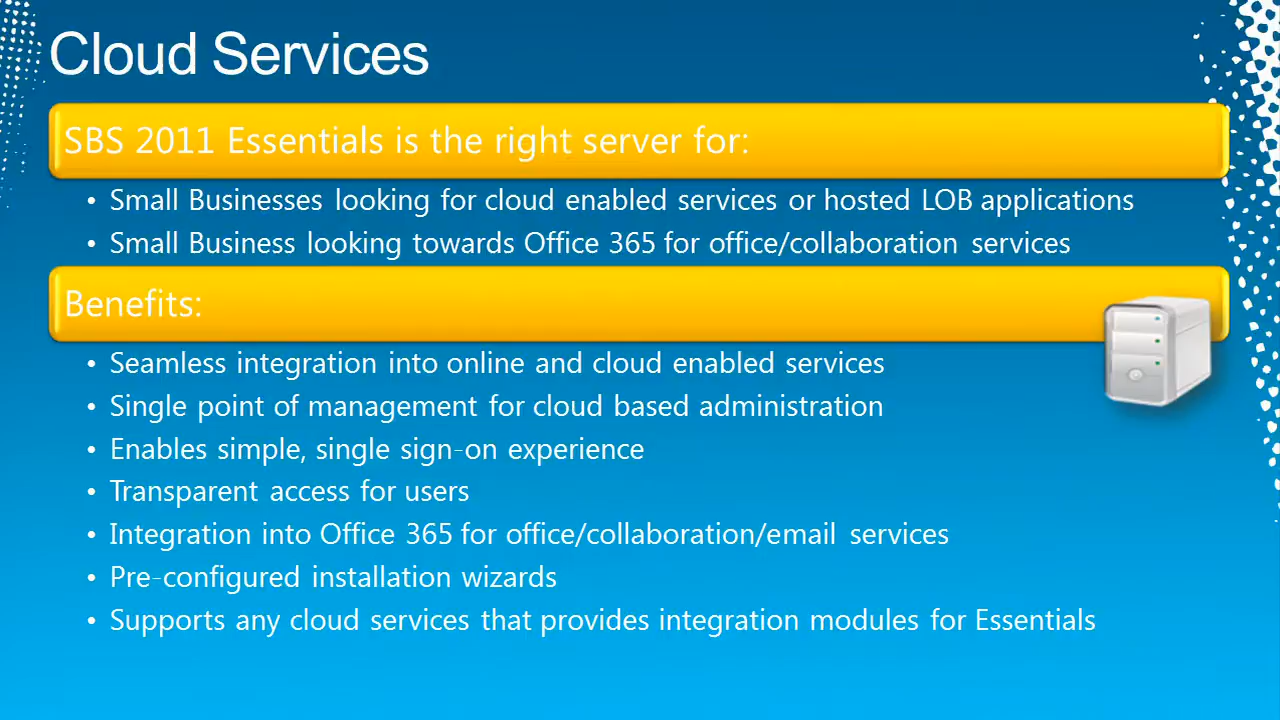 Cloud Services
SBS 2011 Essentials is the right server for:
• Small Businesses looking for cloud enabled services or hosted LOB applications
• Small Business looking towards Office 365 for office/collaboration services
Benefits:
• Seamless integration into online and cloud enabled services
• Single point of management for cloud based administration
• Enables simple, single sign-on experience
• Transparent access for users
• Integration into Office 365 for office/collaboration/email services
• Pre-configured installation wizards
• Supports any cloud services that provides integration modules for Essentials